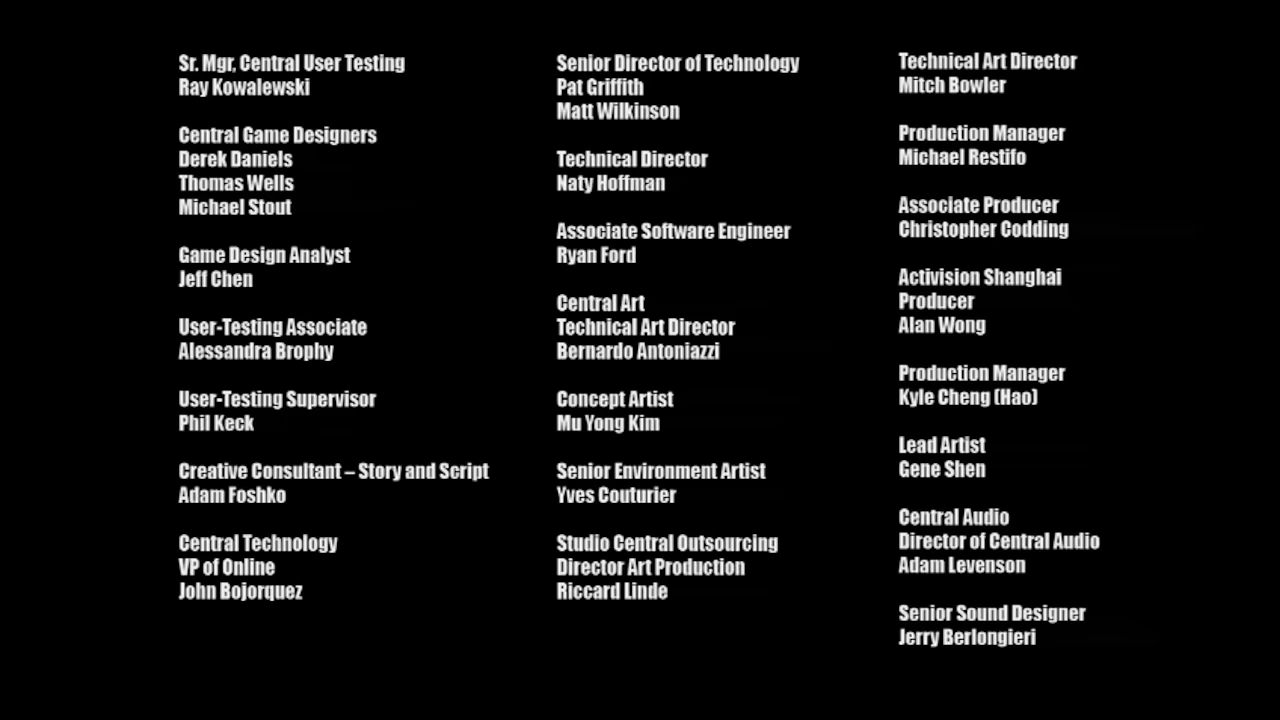 Sr. Mgr, Central User Testing
Ray Kowalewski
Central Game Designers
Derek Daniels
Thomas Wells
Michael Stout
Game Design Analyst
Jeff Chen
User-Testing Associate
Alessandra Brophy
User-Testing Supervisor
Phil Keck
Creative Consultant – Story and Script
Adam Foshko
Central Technology
VP of Online
John Bojorquez
Senior Director of Technology
Pat Griffith
Matt Wilkinson
Technical Director
Naty Hoffman
Associate Software Engineer
Ryan Ford
Central Art
Technical Art Director
Bernardo Antoniazzi
Concept Artist
Mu Yong Kim
Senior Environment Artist
Yves Couturier
Studio Central Outsourcing
Director Art Production
Riccard Linde
Technical Art Director
Mitch Bowler
Production Manager
Michael Restifo
Associate Producer
Christopher Codding
Activision Shanghai
Producer
Alan Wong
Production Manager
Kyle Cheng (Hao)
Lead Artist
Gene Shen
Central Audio
Director of Central Audio
Adam Levenson
Senior Sound Designer
Jerry Berlongieri